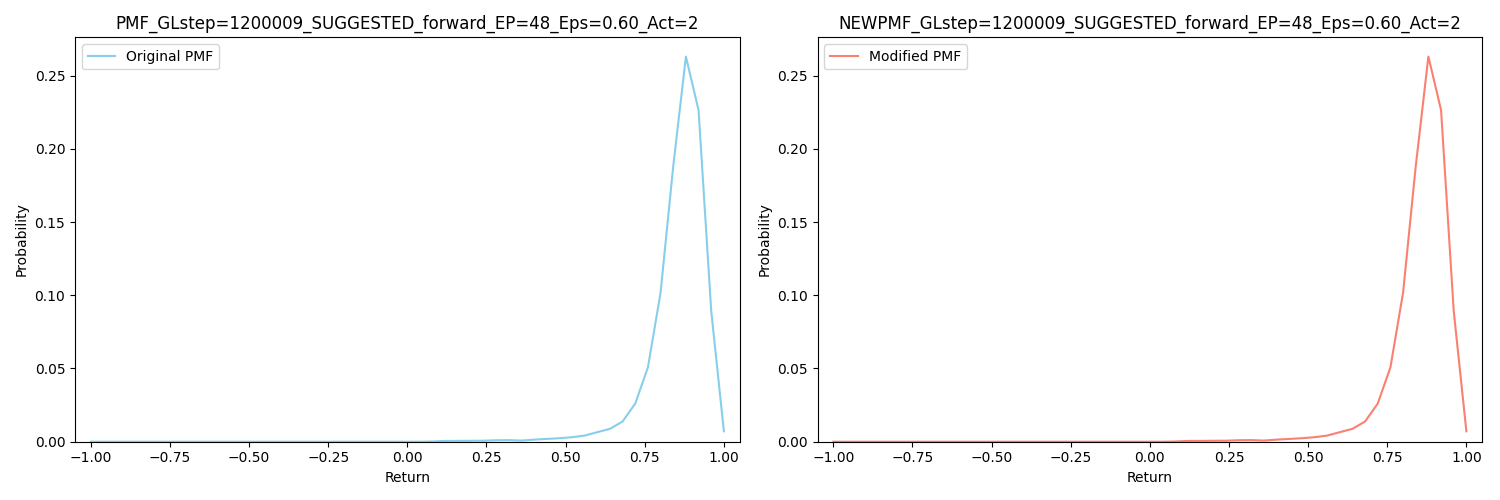 PMF_GLstep=1200009_SUGGESTED_forward_EP=48_Eps=0.60_Act=2
Original PMF
Probability
0.25
0.20
0.15
0.10
0.05
0.00
−1.00 −0.75 −0.50 −0.25 0.00 0.25 0.50 0.75 1.00
Return
NEWPMF_GLstep=1200009_SUGGESTED_forward_EP=48_Eps=0.60_Act=2
Modified PMF
Probability
0.25
0.20
0.15
0.10
0.05
0.00
−1.00 −0.75 −0.50 −0.25 0.00 0.25 0.50 0.75 1.00
Return